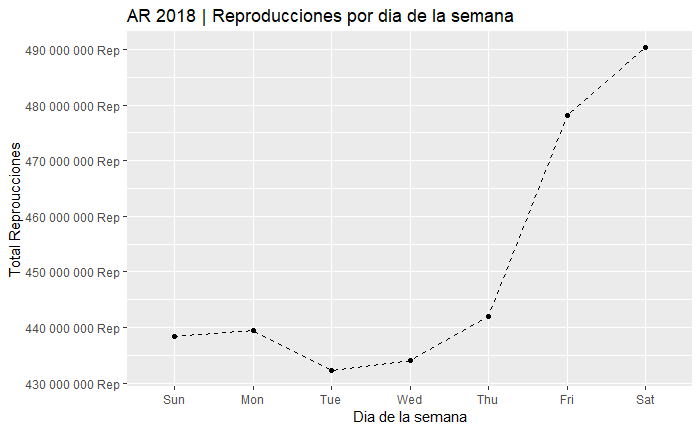 AR 2018 | Reproducciones por dia de la semana
Total Reproucciones
490 000 000 Rep
480 000 000 Rep
470 000 000 Rep
460 000 000 Rep
450 000 000 Rep
440 000 000 Rep
430 000 000 Rep
Sun Mon Tue Wed Thu Fri Sat
Dia de la semana